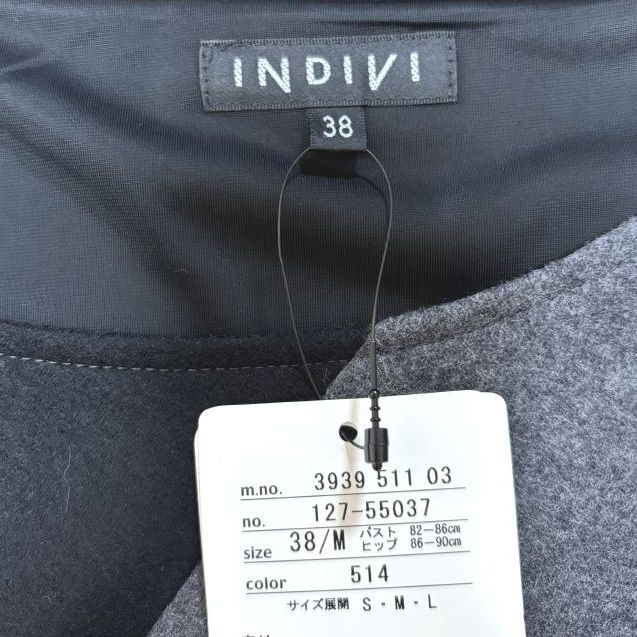 INDIVI
38
m.no. 3939 511 03
no. 127-55037
size 38/M バスト 82-86cm
ヒップ 86-90cm
color 514
サイズ展開 S・M・L